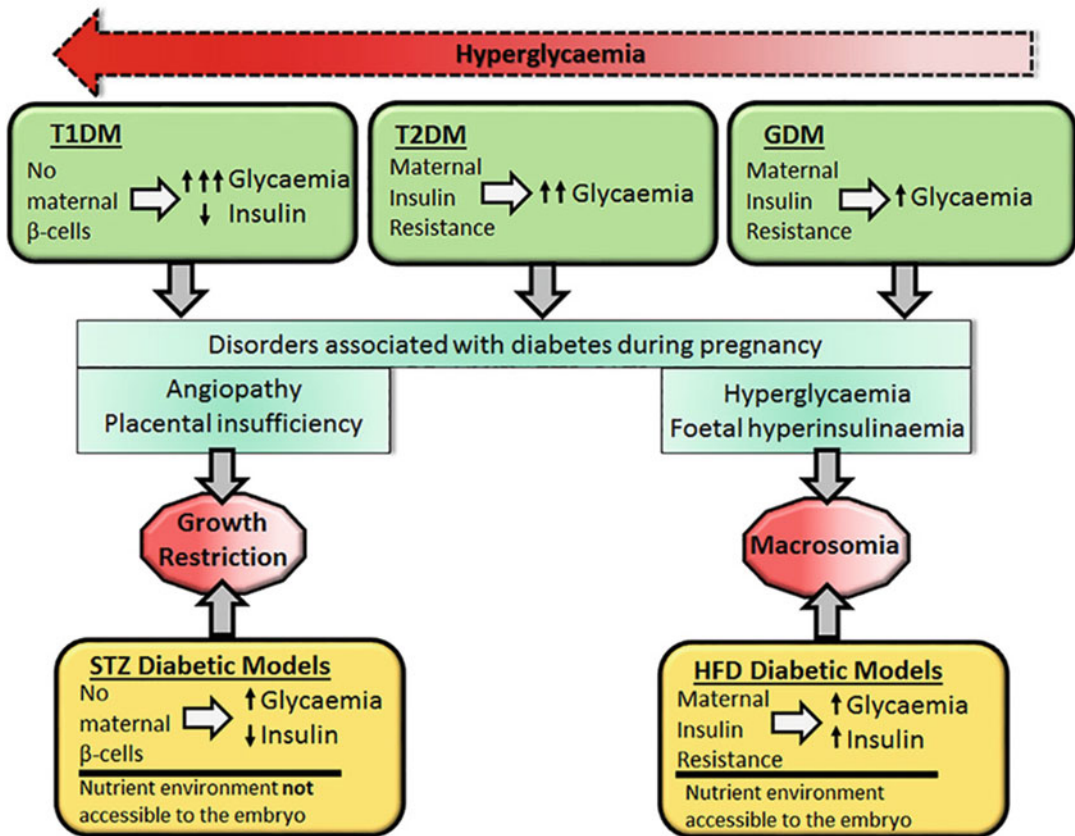 Hyperglycaemia
T1DM
No
maternal
β-cells
↑↑↑ Glycaemia
↓ Insulin
T2DM
Maternal
Insulin
Resistance
↑↑ Glycaemia
GDM
Maternal
Insulin
Resistance
↑ Glycaemia
Disorders associated with diabetes during pregnancy
Angiopathy
Placental insufficiency
Hyperglycaemia
Foetal hyperinsulinaemia
Growth
Restriction
Macrosomia
STZ Diabetic Models
No
maternal
β-cells
↑ Glycaemia
↓ Insulin
Nutrient environment not
accessible to the embryo
HFD Diabetic Models
Maternal
Insulin
Resistance
↑ Glycaemia
↑ Insulin
Nutrient environment
accessible to the embryo